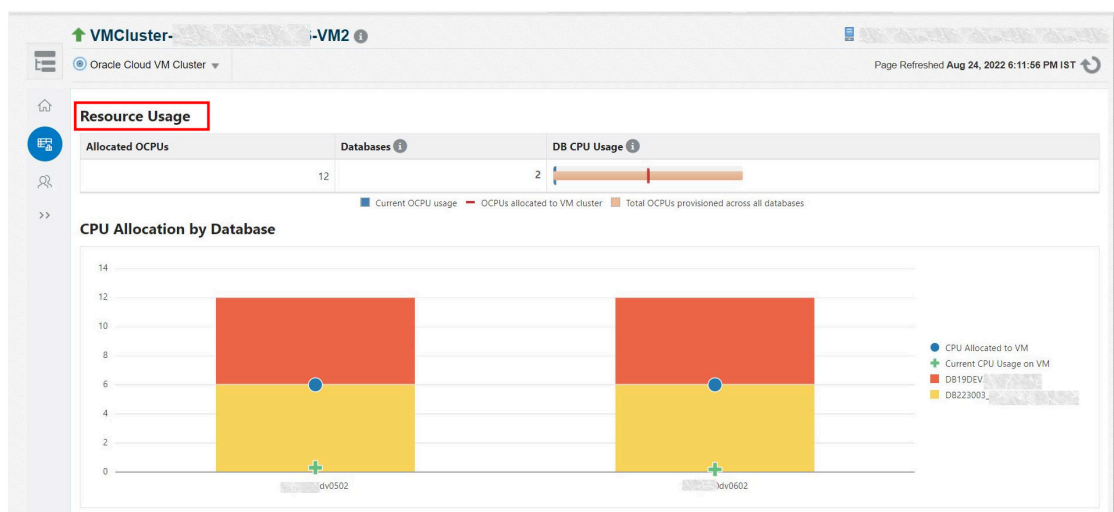 VMCluster- -VM2
Oracle Cloud VM Cluster
Page Refreshed Aug 24, 2022 6:11:56 PM IST
Resource Usage
Allocated OCPUs Databases DB CPU Usage
12 2
Current OCPU usage OCPUs allocated to VM cluster Total OCPUs provisioned across all databases
CPU Allocation by Database
14
12
10
8
6
4
2
0
dv0502 dv0602
CPU Allocated to VM
Current CPU Usage on VM
DB19DEV
DB223003_